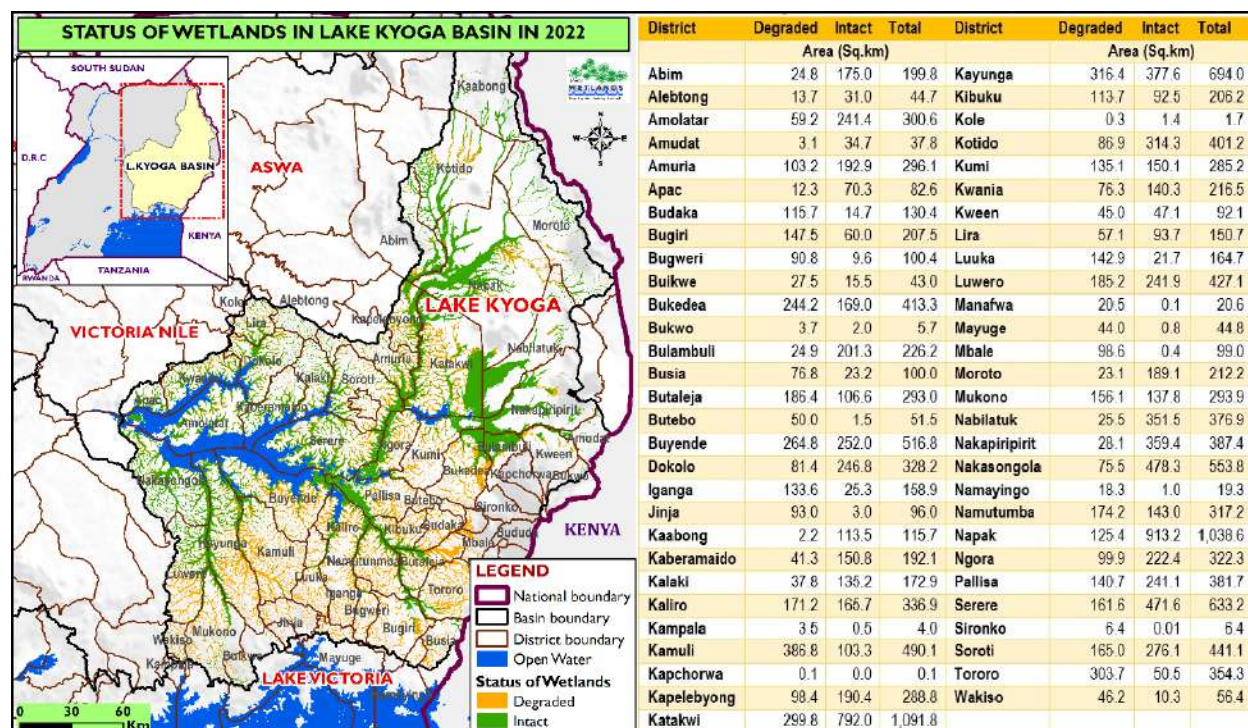 STATUS OF WETLANDS IN LAKE KYOGA BASIN IN 2022
SOUTH SUDAN
D.R.C
L.KYOGA BASIN
KENYA
RWANDA
TANZANIA
WETLANDS
N
W E
S
ASWA
VICTORIA NILE
LAKE KYOGA
LAKE VICTORIA
KENYA
Kaabong
Kotido
Moroto
Abim
Napak
Kole
Alebtong
Kapelebyong
Lira
Nabilatuk
Amuria
Katakwi
Dokolo
Kalaki
Soroti
Kwania
Apac
Kaberamaido
Nakapiripirit
Amolatar
Serere
Ngora
Amudat
Kumi
Bulambuli
Kween
Bukedea
Kapchorwa
Bukwo
Nakasongola
Buyende
Pallisa
Butebo
Sironko
Kaliro
Kibuku
Budaka
Bududa
Kayunga
Kamuli
Mbale
Namutumba
Butaleja
Luwero
Luuka
Iganga
Tororo
Bugweri
Jinja
Bugiri
Mukono
Busia
Wakiso
Buikwe
Mayuge
Kampala
LEGEND
National boundary
Basin boundary
District boundary
Open Water
Status of Wetlands
Degraded
Intact
0 30 60
Km
District Degraded Intact Total District Degraded Intact Total
Area (Sq.km) Area (Sq.km)
Abim 24.8 175.0 199.8 Kayunga 316.4 377.6 694.0
Alebtong 13.7 31.0 44.7 Kibuku 113.7 92.5 206.2
Amolatar 59.2 241.4 300.6 Kole 0.3 1.4 1.7
Amudat 3.1 34.7 37.8 Kotido 86.9 314.3 401.2
Amuria 103.2 192.9 296.1 Kumi 135.1 150.1 285.2
Apac 12.3 70.3 82.6 Kwania 76.3 140.3 216.5
Budaka 115.7 14.7 130.4 Kween 45.0 47.1 92.1
Bugiri 147.5 60.0 207.5 Lira 57.1 93.7 150.7
Bugweri 90.8 9.6 100.4 Luuka 142.9 21.7 164.7
Buikwe 27.5 15.5 43.0 Luwero 185.2 241.9 427.1
Bukedea 244.2 169.0 413.3 Manafwa 20.5 0.1 20.6
Bukwo 3.7 2.0 5.7 Mayuge 44.0 0.8 44.8
Bulambuli 24.9 201.3 226.2 Mbale 98.6 0.4 99.0
Busia 76.8 23.2 100.0 Moroto 23.1 189.1 212.2
Butaleja 186.4 106.6 293.0 Mukono 156.1 137.8 293.9
Butebo 50.0 1.5 51.5 Nabilatuk 25.5 351.5 376.9
Buyende 264.8 252.0 516.8 Nakapiripirit 28.1 359.4 387.4
Dokolo 81.4 246.8 328.2 Nakasongola 75.5 478.3 553.8
Iganga 133.6 25.3 158.9 Namayingo 18.3 1.0 19.3
Jinja 93.0 3.0 96.0 Namutumba 174.2 143.0 317.2
Kaabong 2.2 113.5 115.7 Napak 125.4 913.2 1,038.6
Kaberamaido 41.3 150.8 192.1 Ngora 99.9 222.4 322.3
Kalaki 37.8 135.2 172.9 Pallisa 140.7 241.1 381.7
Kaliro 171.2 165.7 336.9 Serere 161.6 471.6 633.2
Kampala 3.5 0.5 4.0 Sironko 6.4 0.01 6.4
Kamuli 386.8 103.3 490.1 Soroti 165.0 276.1 441.1
Kapchorwa 0.1 0.0 0.1 Tororo 303.7 50.5 354.3
Kapelebyong 98.4 190.4 288.8 Wakiso 46.2 10.3 56.4
Katakwi 299.8 792.0 1,091.8